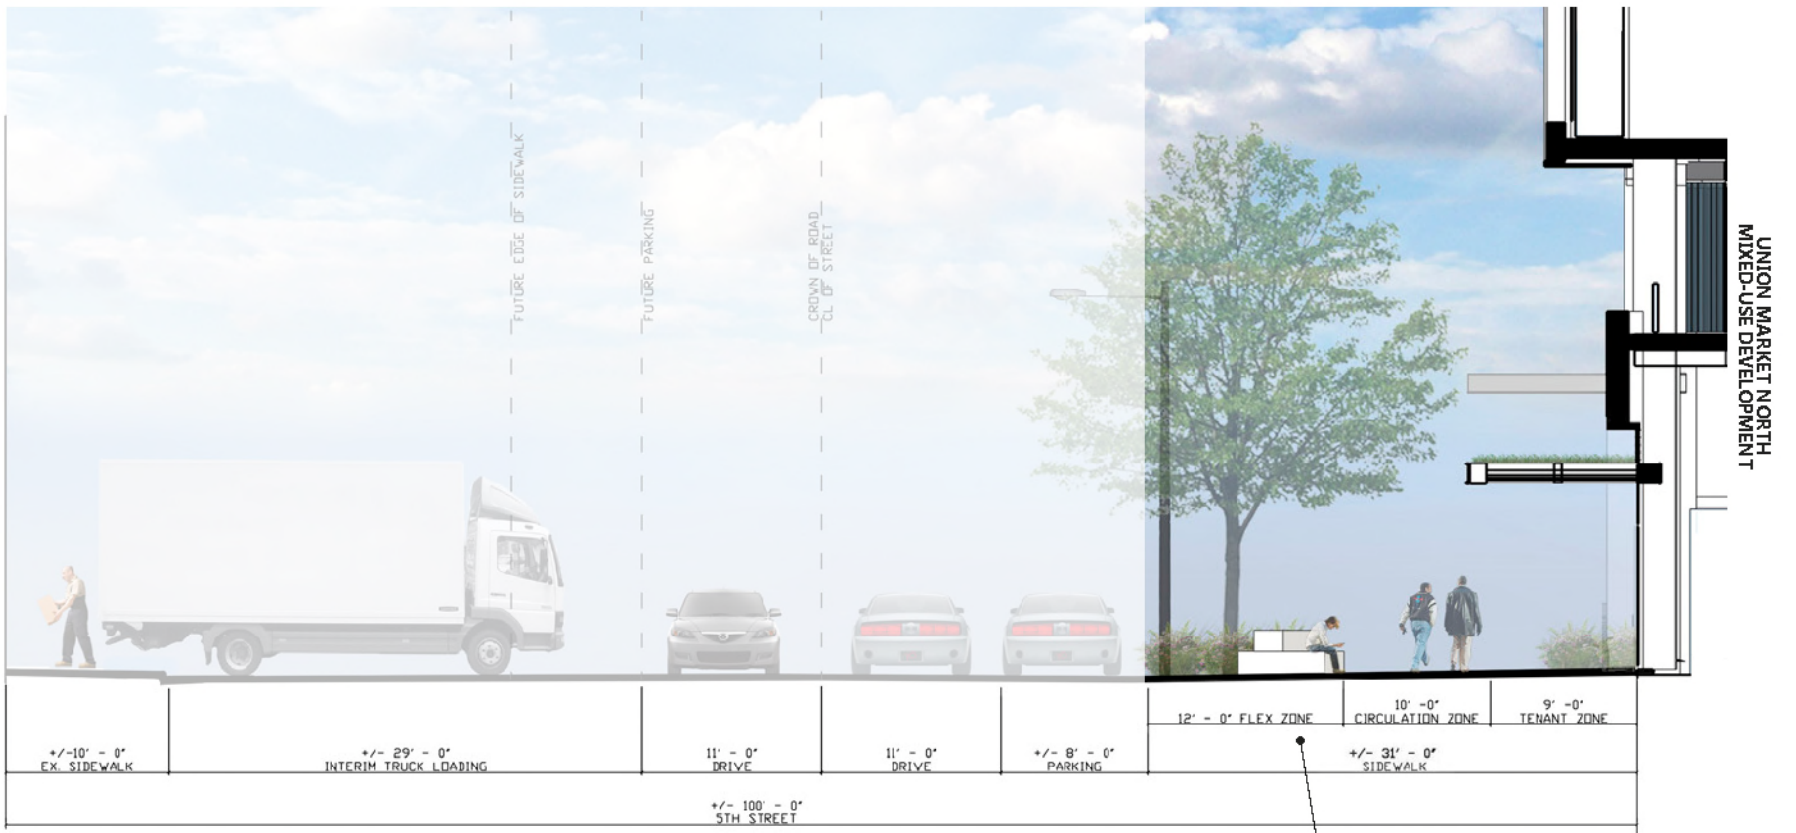 FUTURE EDGE OF SIDEWALK
FUTURE PARKING
CROWN OF ROAD
CL OF STREET
UNION MARKET NORTH
MIXED-USE DEVELOPMENT
12' - 0" FLEX ZONE
10' -0"
CIRCULATION ZONE
9' -0"
TENANT ZONE
+/-10' - 0"
EX. SIDEWALK
+/- 29' - 0"
INTERIM TRUCK LOADING
11' - 0"
DRIVE
11' - 0"
DRIVE
+/- 8' - 0"
PARKING
+/- 31' - 0"
SIDEWALK
+/- 100' - 0"
5TH STREET